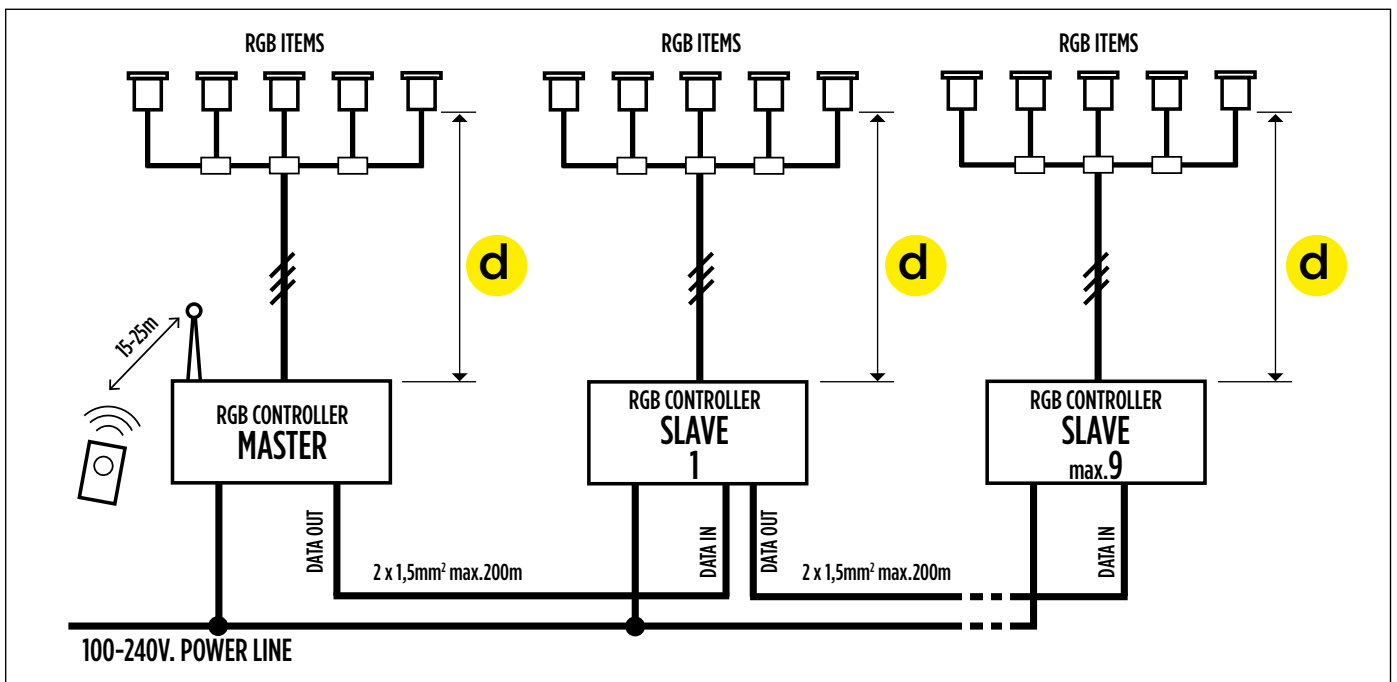 RGB ITEMS
RGB ITEMS
RGB ITEMS
d
d
d
15-25m
RGB CONTROLLER
MASTER
RGB CONTROLLER
SLAVE
1
RGB CONTROLLER
SLAVE
max.9
DATA OUT
DATA IN
DATA OUT
DATA IN
2 x 1,5mm² max.200m
2 x 1,5mm² max.200m
100-240V. POWER LINE